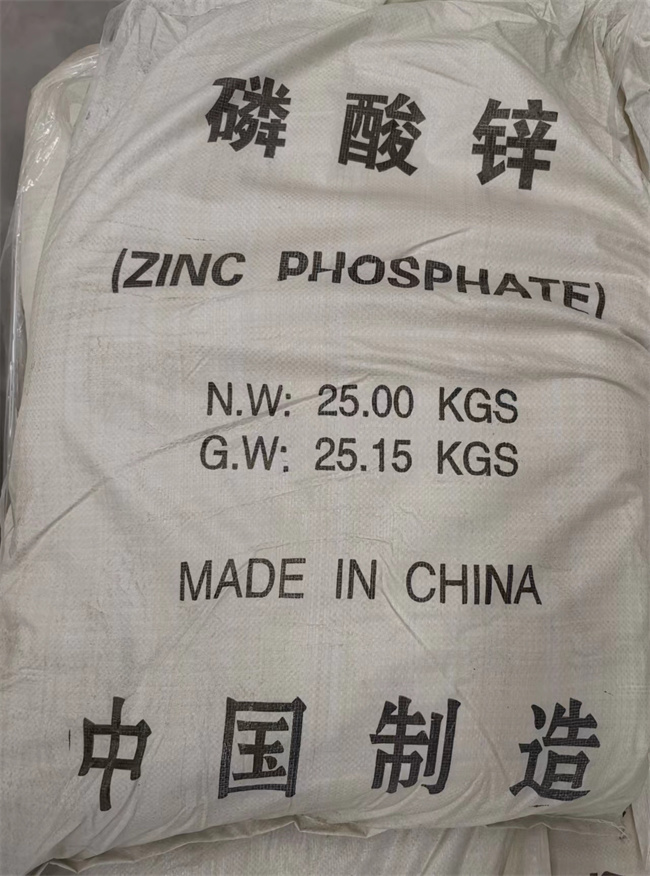 磷酸锌
(ZINC PHOSPHATE)
N.W: 25.00 KGS
G.W: 25.15 KGS
MADE IN CHINA
中国制造